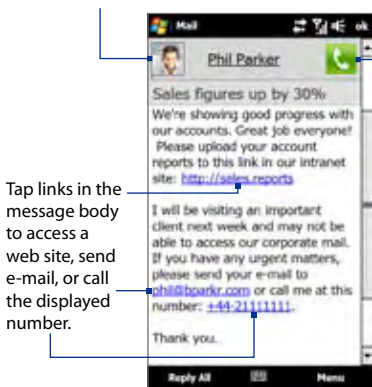 Mail
ok
Phil Parker
Sales figures up by 30%
We're showing good progress with
our accounts. Great job everyone!
Please upload your account
reports to this link in our intranet
site: http://sales.reports
I will be visiting an important
client next week and may not be
able to access our corporate mail.
If you have any urgent matters,
please send your e-mail to
phil@bparkr.com or call me at this
number: +44-21111111.
Thank you.
Reply All
Menu
Tap links in the
message body
to access a
web site, send
e-mail, or call
the displayed
number.